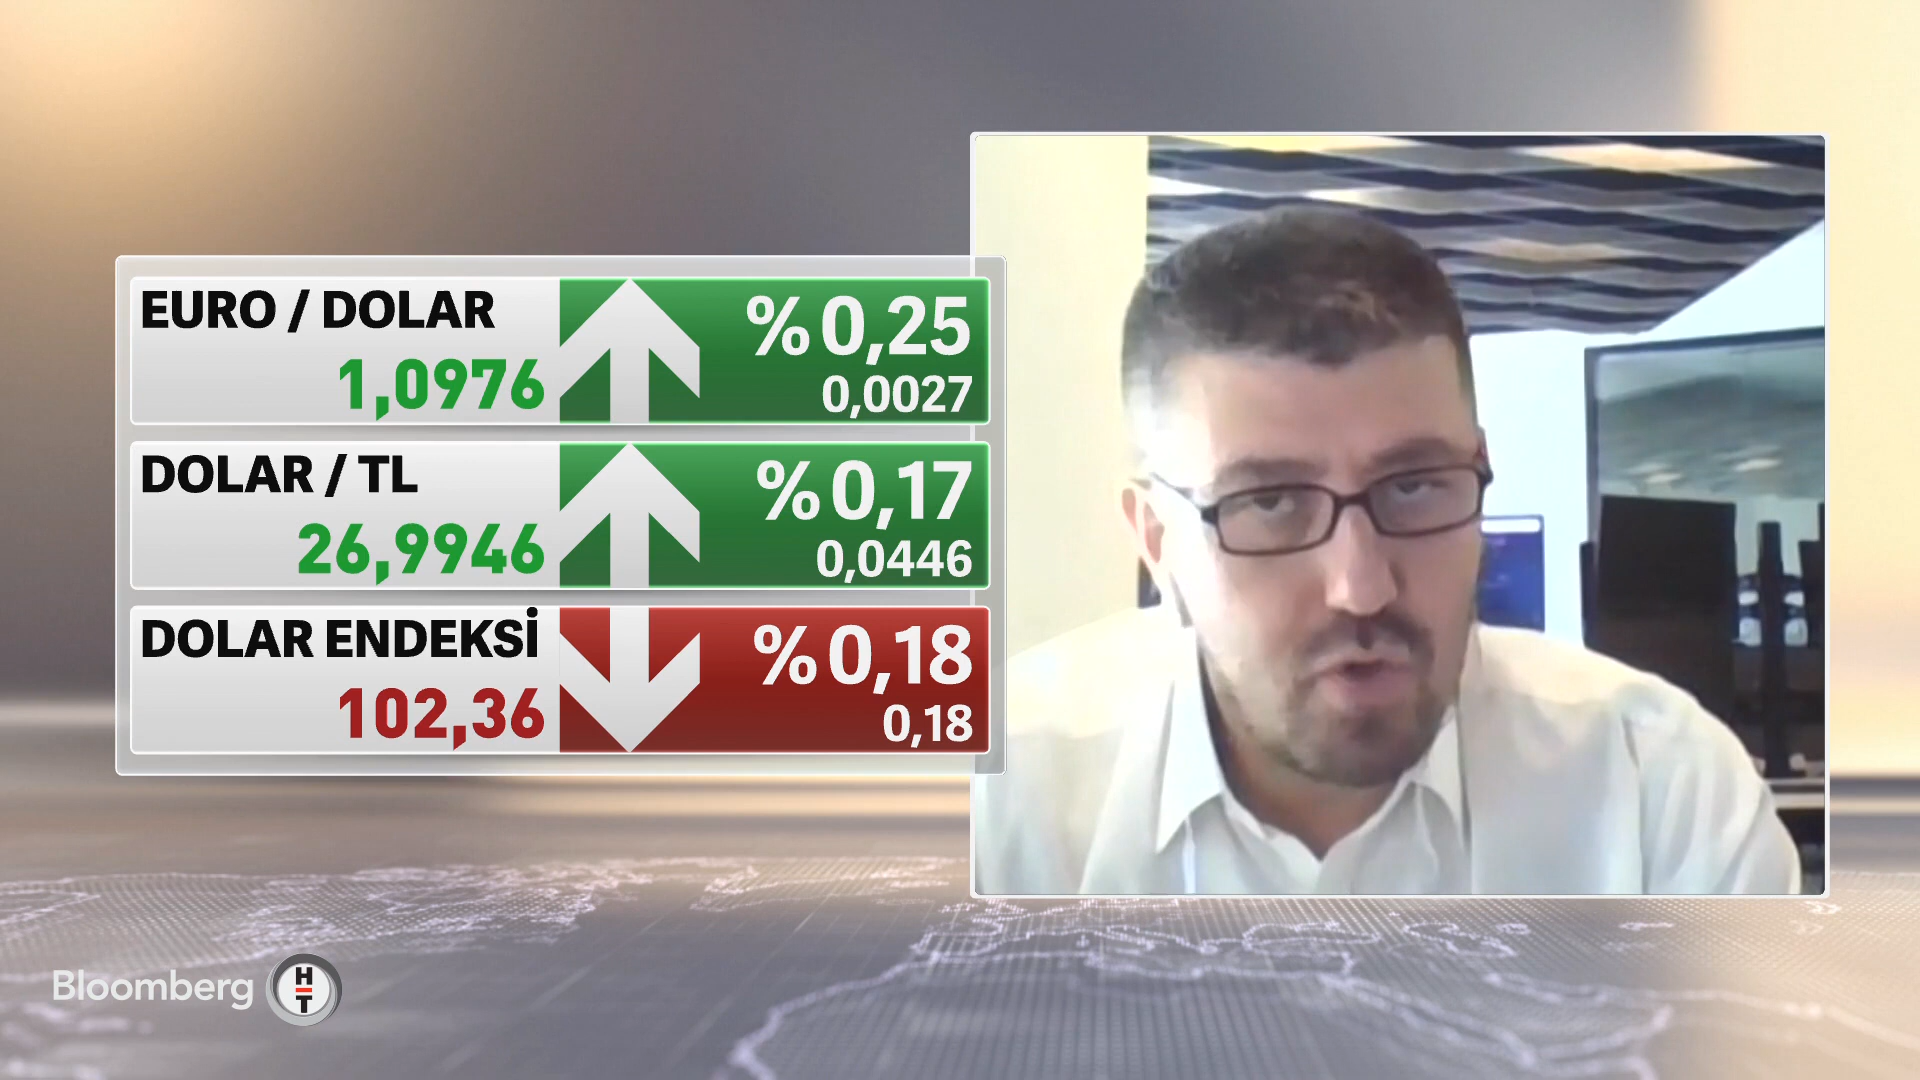 EURO / DOLAR
1,0976
%0,25
0,0027
DOLAR / TL
26,9946
%0,17
0,0446
DOLAR ENDEKSİ
102,36
%0,18
0,18
Bloomberg HT